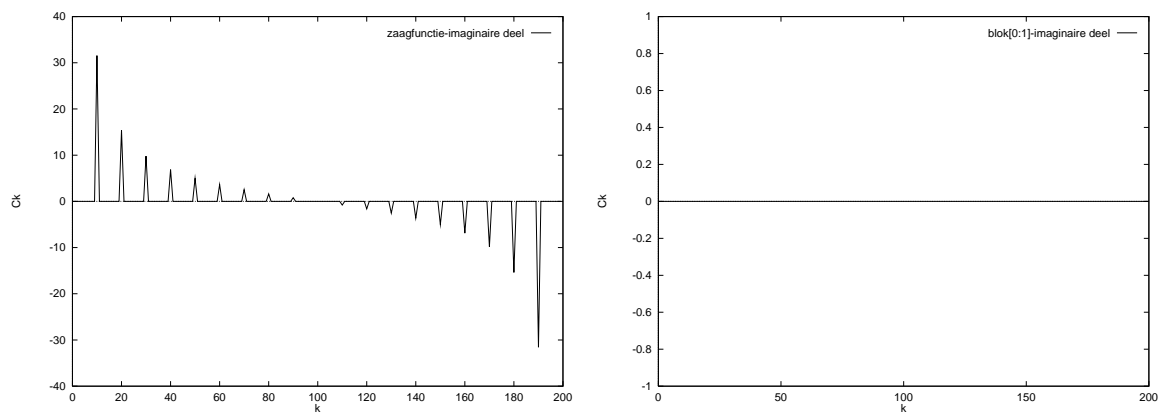 40
30
20
10
0
-10
-20
-30
-40
Ck
zaagfunctie-imaginaire deel
0 20 40 60 80 100 120 140 160 180 200
k
1
0.8
0.6
0.4
0.2
0
-0.2
-0.4
-0.6
-0.8
-1
Ck
blok[0:1]-imaginaire deel
0 50 100 150 200
k